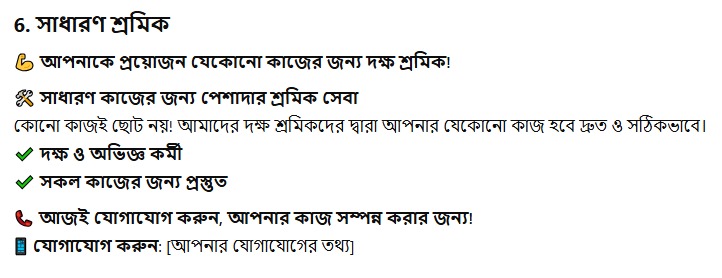 6. সাধারণ শ্রমিক
💪 আপনাকে প্রয়োজন যেকোনো কাজের জন্য দক্ষ শ্রমিক!
🛠️ সাধারণ কাজের জন্য পেশাদার শ্রমিক সেবা
কোনো কাজই ছোট নয়! আমাদের দক্ষ শ্রমিকদের দ্বারা আপনার যেকোনো কাজ হবে দ্রুত ও সঠিকভাবে।
✔️ দক্ষ ও অভিজ্ঞ কর্মী
✔️ সকল কাজের জন্য প্রস্তুত
📞 আজই যোগাযোগ করুন, আপনার কাজ সম্পন্ন করার জন্য!
📱 যোগাযোগ করুন: [আপনার যোগাযোগের তথ্য]